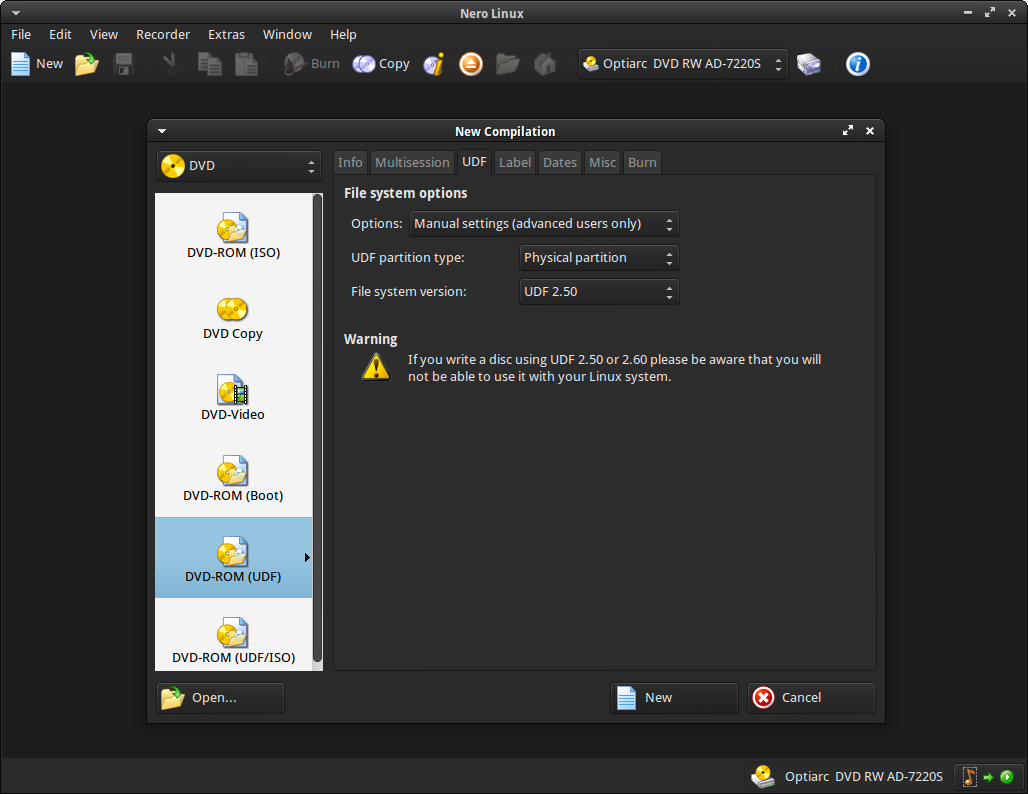 Nero Linux
File Edit View Recorder Extras Window Help
New Burn Copy Optiarc DVD RW AD-7220S
New Compilation
DVD
Info Multisession UDF Label Dates Misc Burn
File system options
Options: Manual settings (advanced users only)
UDF partition type: Physical partition
File system version: UDF 2.50
Warning
If you write a disc using UDF 2.50 or 2.60 please be aware that you will
not be able to use it with your Linux system.
DVD-ROM (ISO)
DVD Copy
DVD-Video
DVD-ROM (Boot)
DVD-ROM (UDF)
DVD-ROM (UDF/ISO)
Open... New Cancel
Optiarc DVD RW AD-7220S